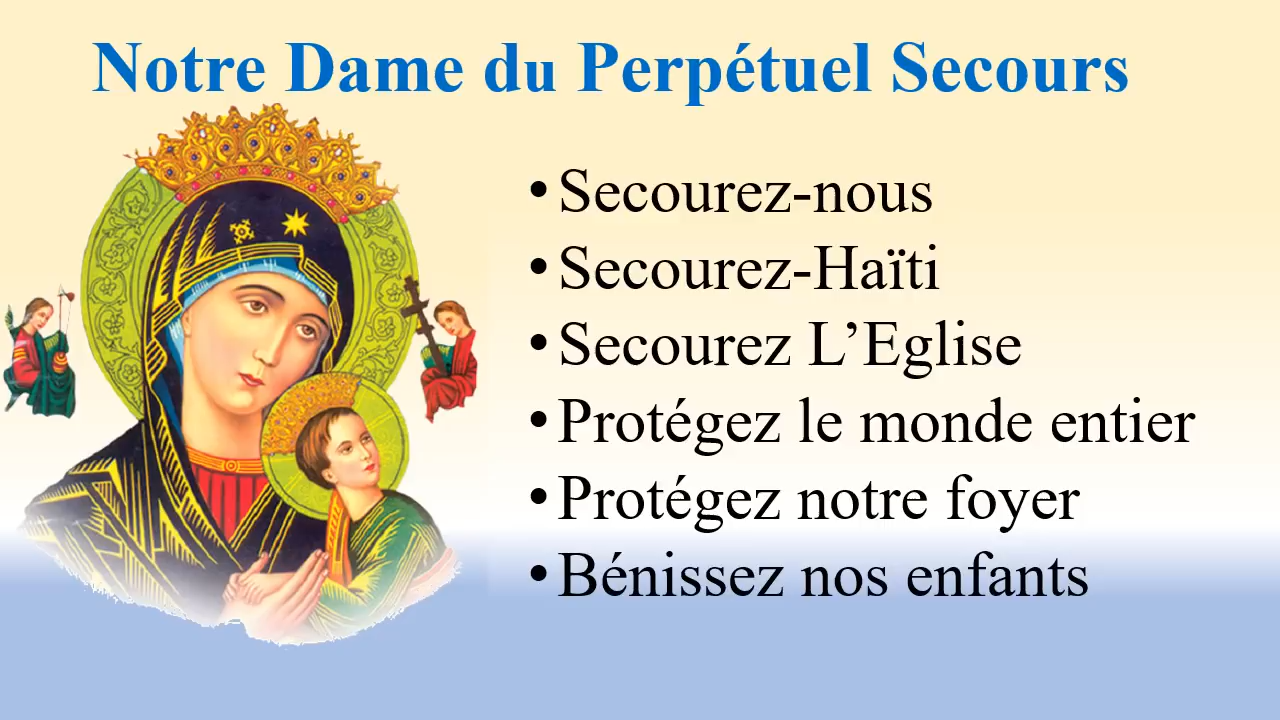 Notre Dame du Perpétuel Secours
• Secourez-nous
• Secourez-Haïti
• Secourez L’Eglise
• Protégez le monde entier
• Protégez notre foyer
• Bénissez nos enfants